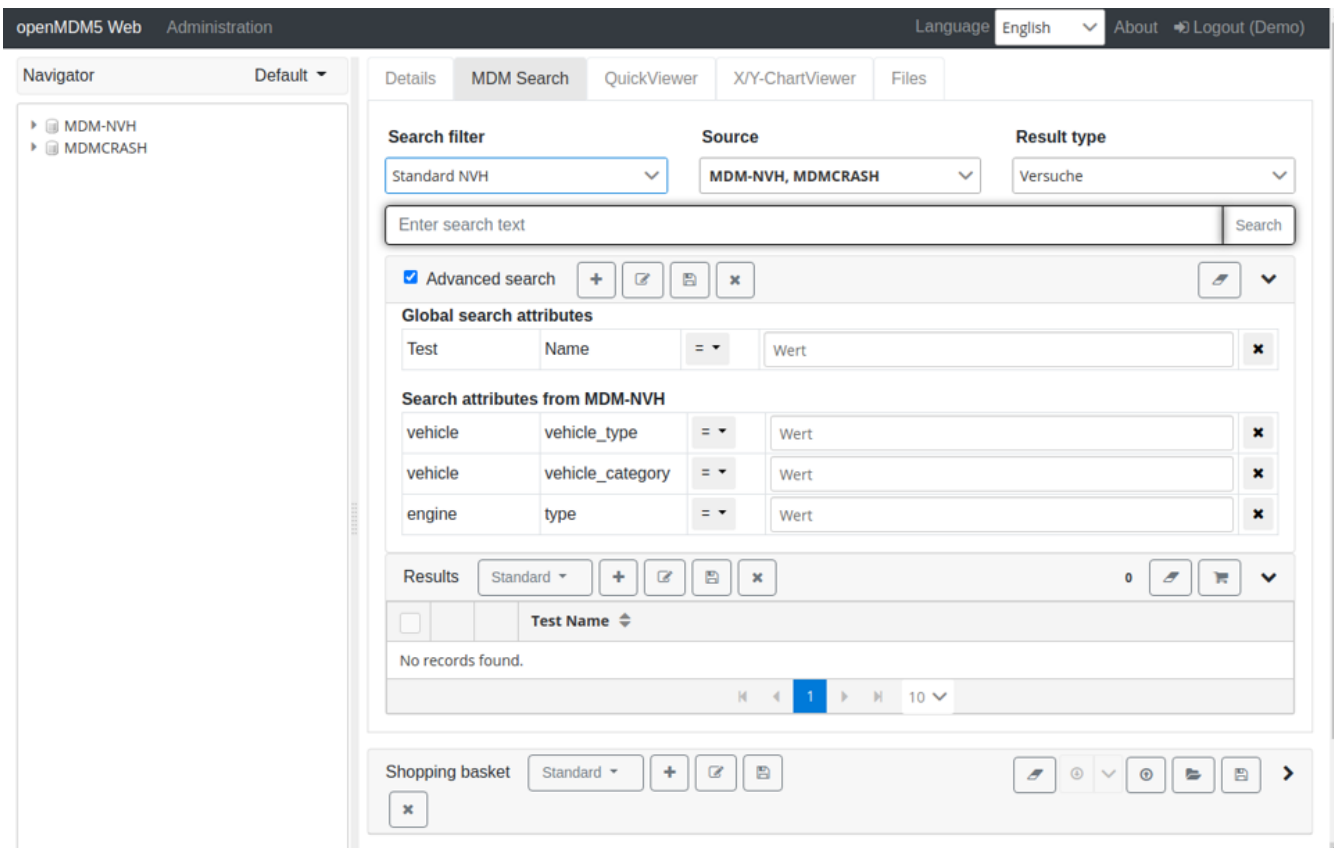 openMDM5 Web Administration Language English About Logout (Demo)
Navigator Default
Details MDM Search QuickViewer X/Y-ChartViewer Files
MDM-NVH
MDMCRASH
Search filter Source Result type
Standard NVH MDM-NVH, MDMCRASH Versuche
Enter search text Search
Advanced search
Global search attributes
Test Name = Wert
Search attributes from MDM-NVH
vehicle vehicle_type = Wert
vehicle vehicle_category = Wert
engine type = Wert
Results Standard 0
Test Name
No records found.
1 10
Shopping basket Standard